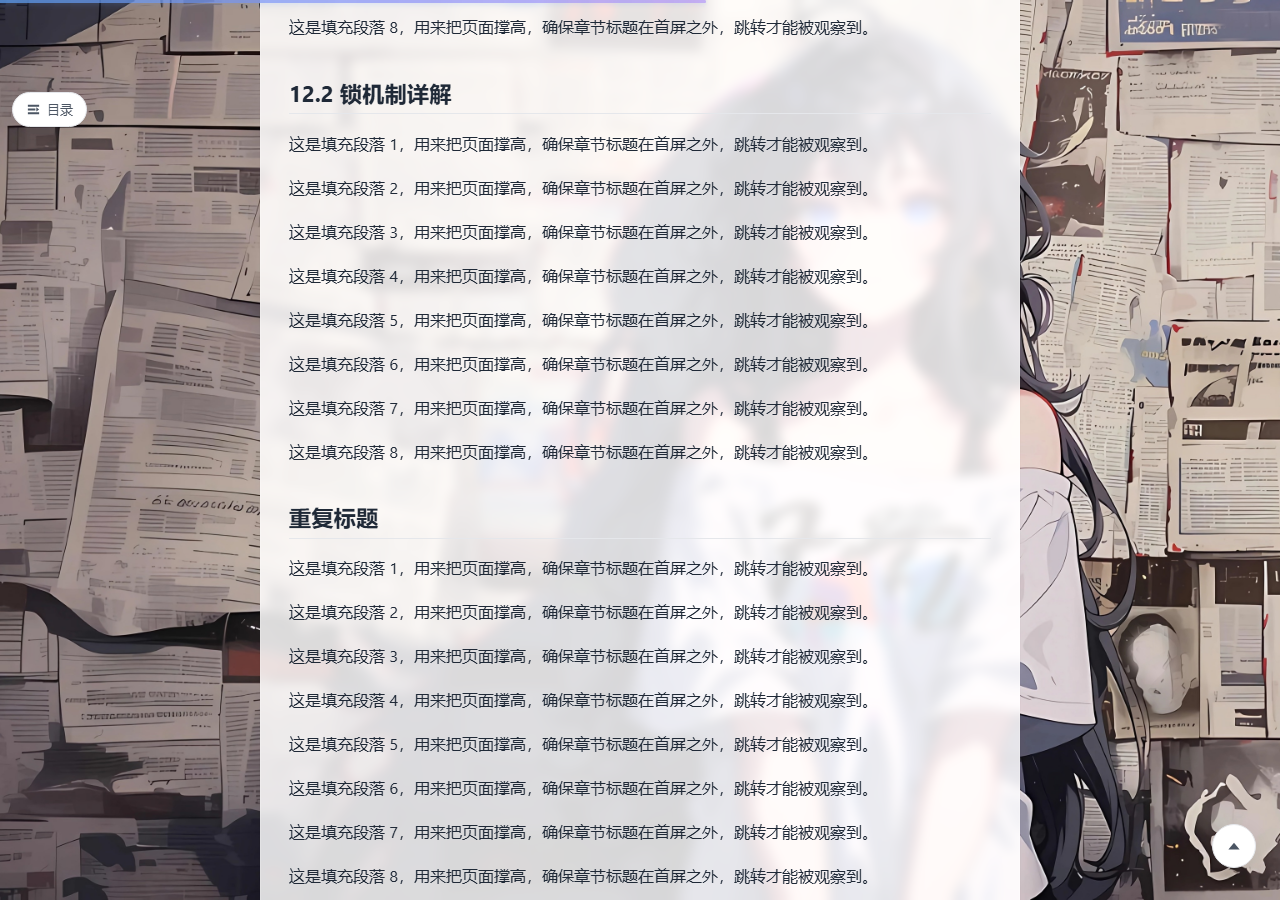 这是填充段落 8，用来把页面撑高，确保章节标题在首屏之外，跳转才能被观察到。
12.2 锁机制详解
目录
这是填充段落 1，用来把页面撑高，确保章节标题在首屏之外，跳转才能被观察到。
这是填充段落 2，用来把页面撑高，确保章节标题在首屏之外，跳转才能被观察到。
这是填充段落 3，用来把页面撑高，确保章节标题在首屏之外，跳转才能被观察到。
这是填充段落 4，用来把页面撑高，确保章节标题在首屏之外，跳转才能被观察到。
这是填充段落 5，用来把页面撑高，确保章节标题在首屏之外，跳转才能被观察到。
这是填充段落 6，用来把页面撑高，确保章节标题在首屏之外，跳转才能被观察到。
这是填充段落 7，用来把页面撑高，确保章节标题在首屏之外，跳转才能被观察到。
这是填充段落 8，用来把页面撑高，确保章节标题在首屏之外，跳转才能被观察到。
重复标题
这是填充段落 1，用来把页面撑高，确保章节标题在首屏之外，跳转才能被观察到。
这是填充段落 2，用来把页面撑高，确保章节标题在首屏之外，跳转才能被观察到。
这是填充段落 3，用来把页面撑高，确保章节标题在首屏之外，跳转才能被观察到。
这是填充段落 4，用来把页面撑高，确保章节标题在首屏之外，跳转才能被观察到。
这是填充段落 5，用来把页面撑高，确保章节标题在首屏之外，跳转才能被观察到。
这是填充段落 6，用来把页面撑高，确保章节标题在首屏之外，跳转才能被观察到。
这是填充段落 7，用来把页面撑高，确保章节标题在首屏之外，跳转才能被观察到。
这是填充段落 8，用来把页面撑高，确保章节标题在首屏之外，跳转才能被观察到。